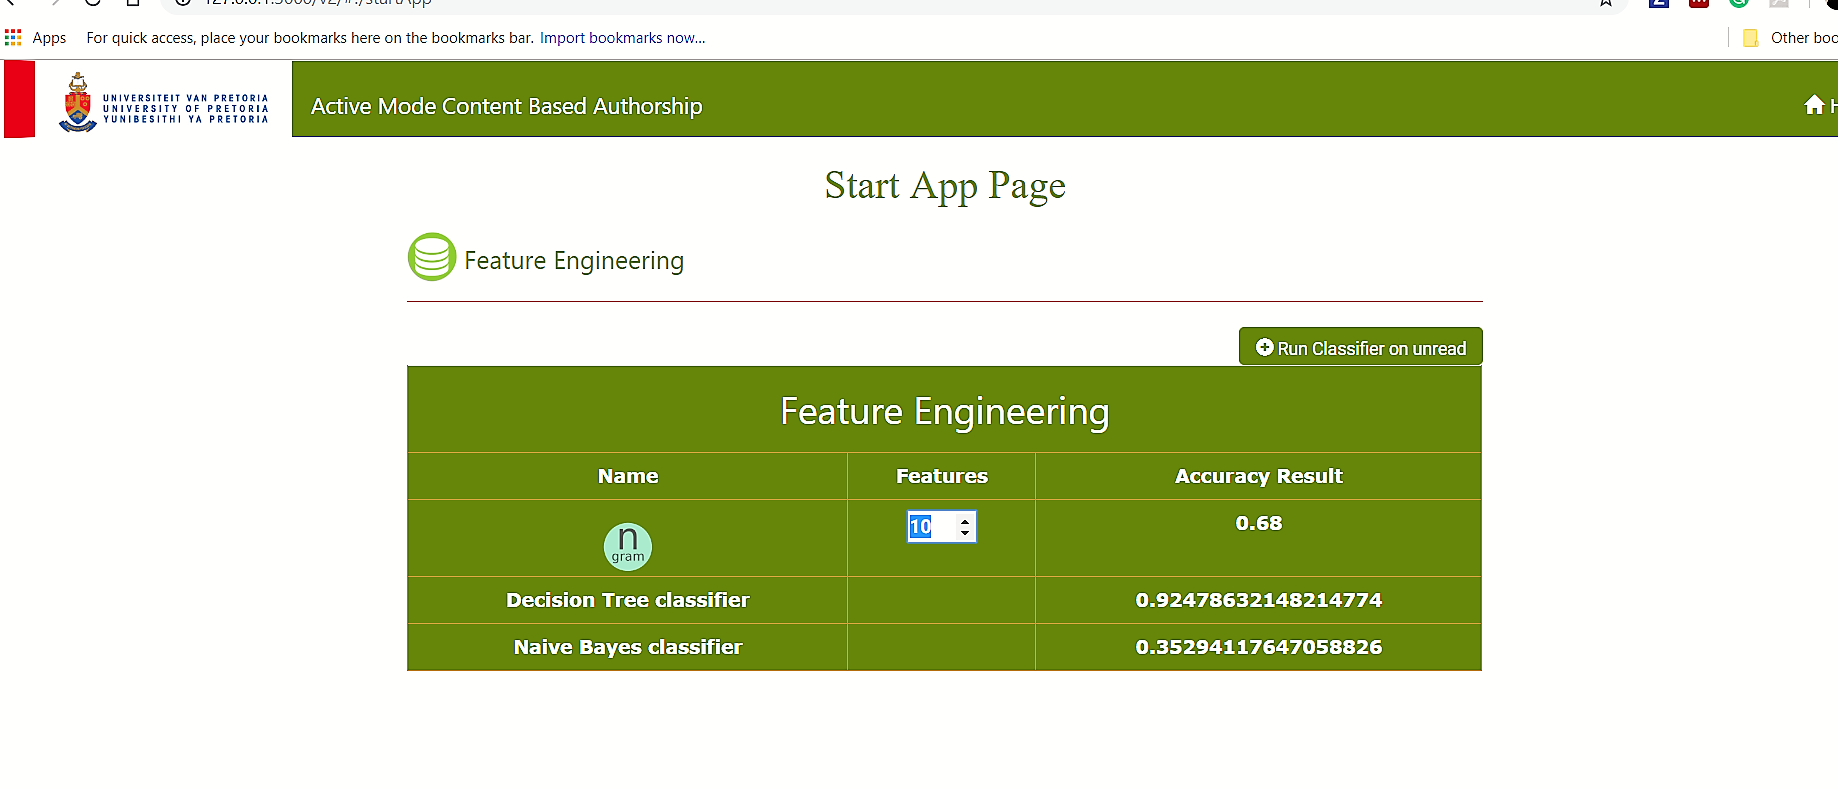 Apps For quick access, place your bookmarks here on the bookmarks bar. Import bookmarks now... Other boo
UNIVERSITEIT VAN PRETORIA
UNIVERSITY OF PRETORIA
YUNIBESITHI YA PRETORIA
Active Mode Content Based Authorship
Start App Page
Feature Engineering
Run Classifier on unread
Feature Engineering
Name Features Accuracy Result
n
gram
10 0.68
Decision Tree classifier 0.92478632148214774
Naive Bayes classifier 0.35294117647058826